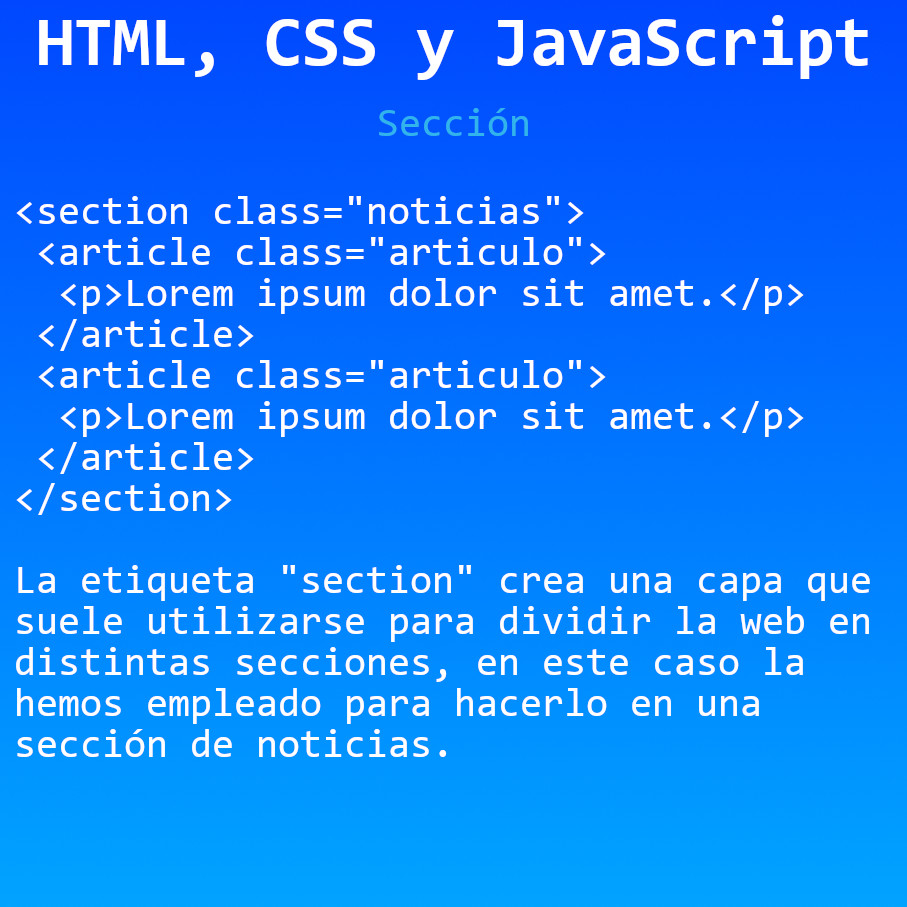 HTML, CSS y JavaScript
Sección
<section class="noticias">
 <article class="articulo">
  <p>Lorem ipsum dolor sit amet.</p>
 </article>
 <article class="articulo">
  <p>Lorem ipsum dolor sit amet.</p>
 </article>
</section>
La etiqueta "section" crea una capa que
suele utilizarse para dividir la web en
distintas secciones, en este caso la
hemos empleado para hacerlo en una
sección de noticias.